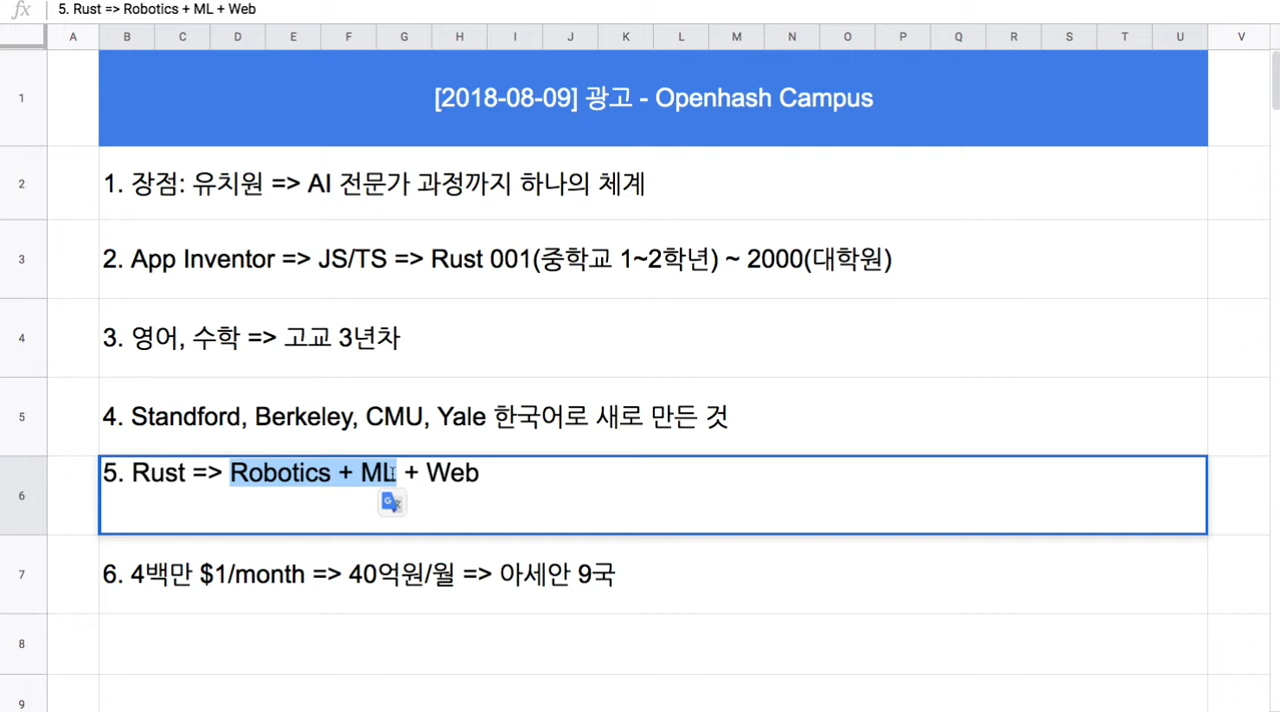 fx 5. Rust => Robotics + ML + Web
A B C D E F G H I J K L M N O P Q R S T U V
1 [2018-08-09] 광고 - Openhash Campus
2 1. 장점: 유치원 => AI 전문가 과정까지 하나의 체계
3 2. App Inventor => JS/TS => Rust 001(중학교 1~2학년) ~ 2000(대학원)
4 3. 영어, 수학 => 고교 3년차
5 4. Standford, Berkeley, CMU, Yale 한국어로 새로 만든 것
6 5. Rust => Robotics + ML + Web
7 6. 4백만 $1/month => 40억원/월 => 아세안 9국
8
9